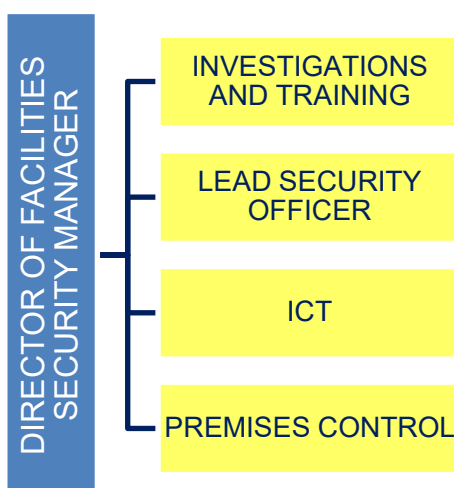 DIRECTOR OF FACILITIES
SECURITY MANAGER
INVESTIGATIONS
AND TRAINING
LEAD SECURITY
OFFICER
ICT
PREMISES CONTROL